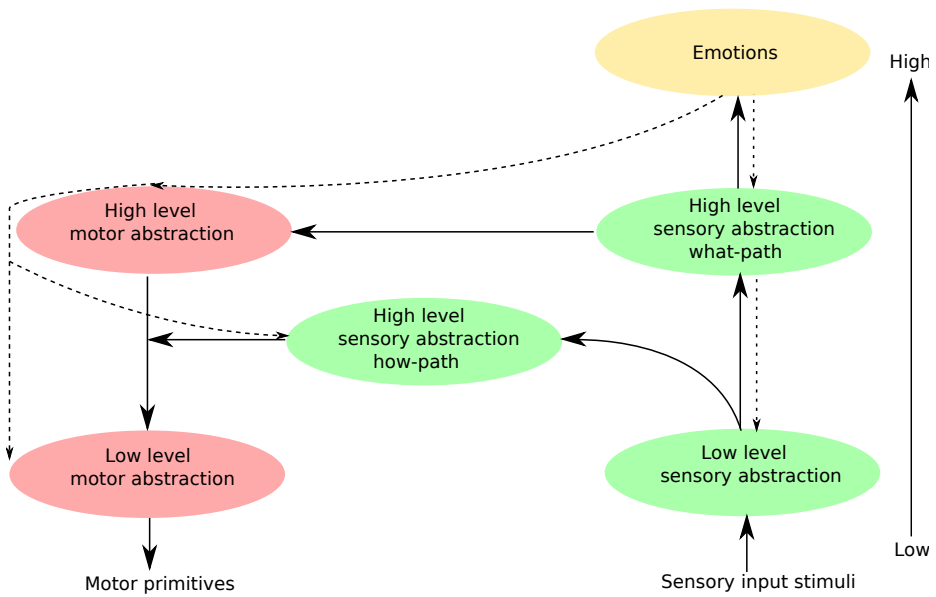 Emotions
High
High level
motor abstraction
High level
sensory abstraction
what-path
High level
sensory abstraction
how-path
Low level
motor abstraction
Low level
sensory abstraction
Low
Motor primitives
Sensory input stimuli